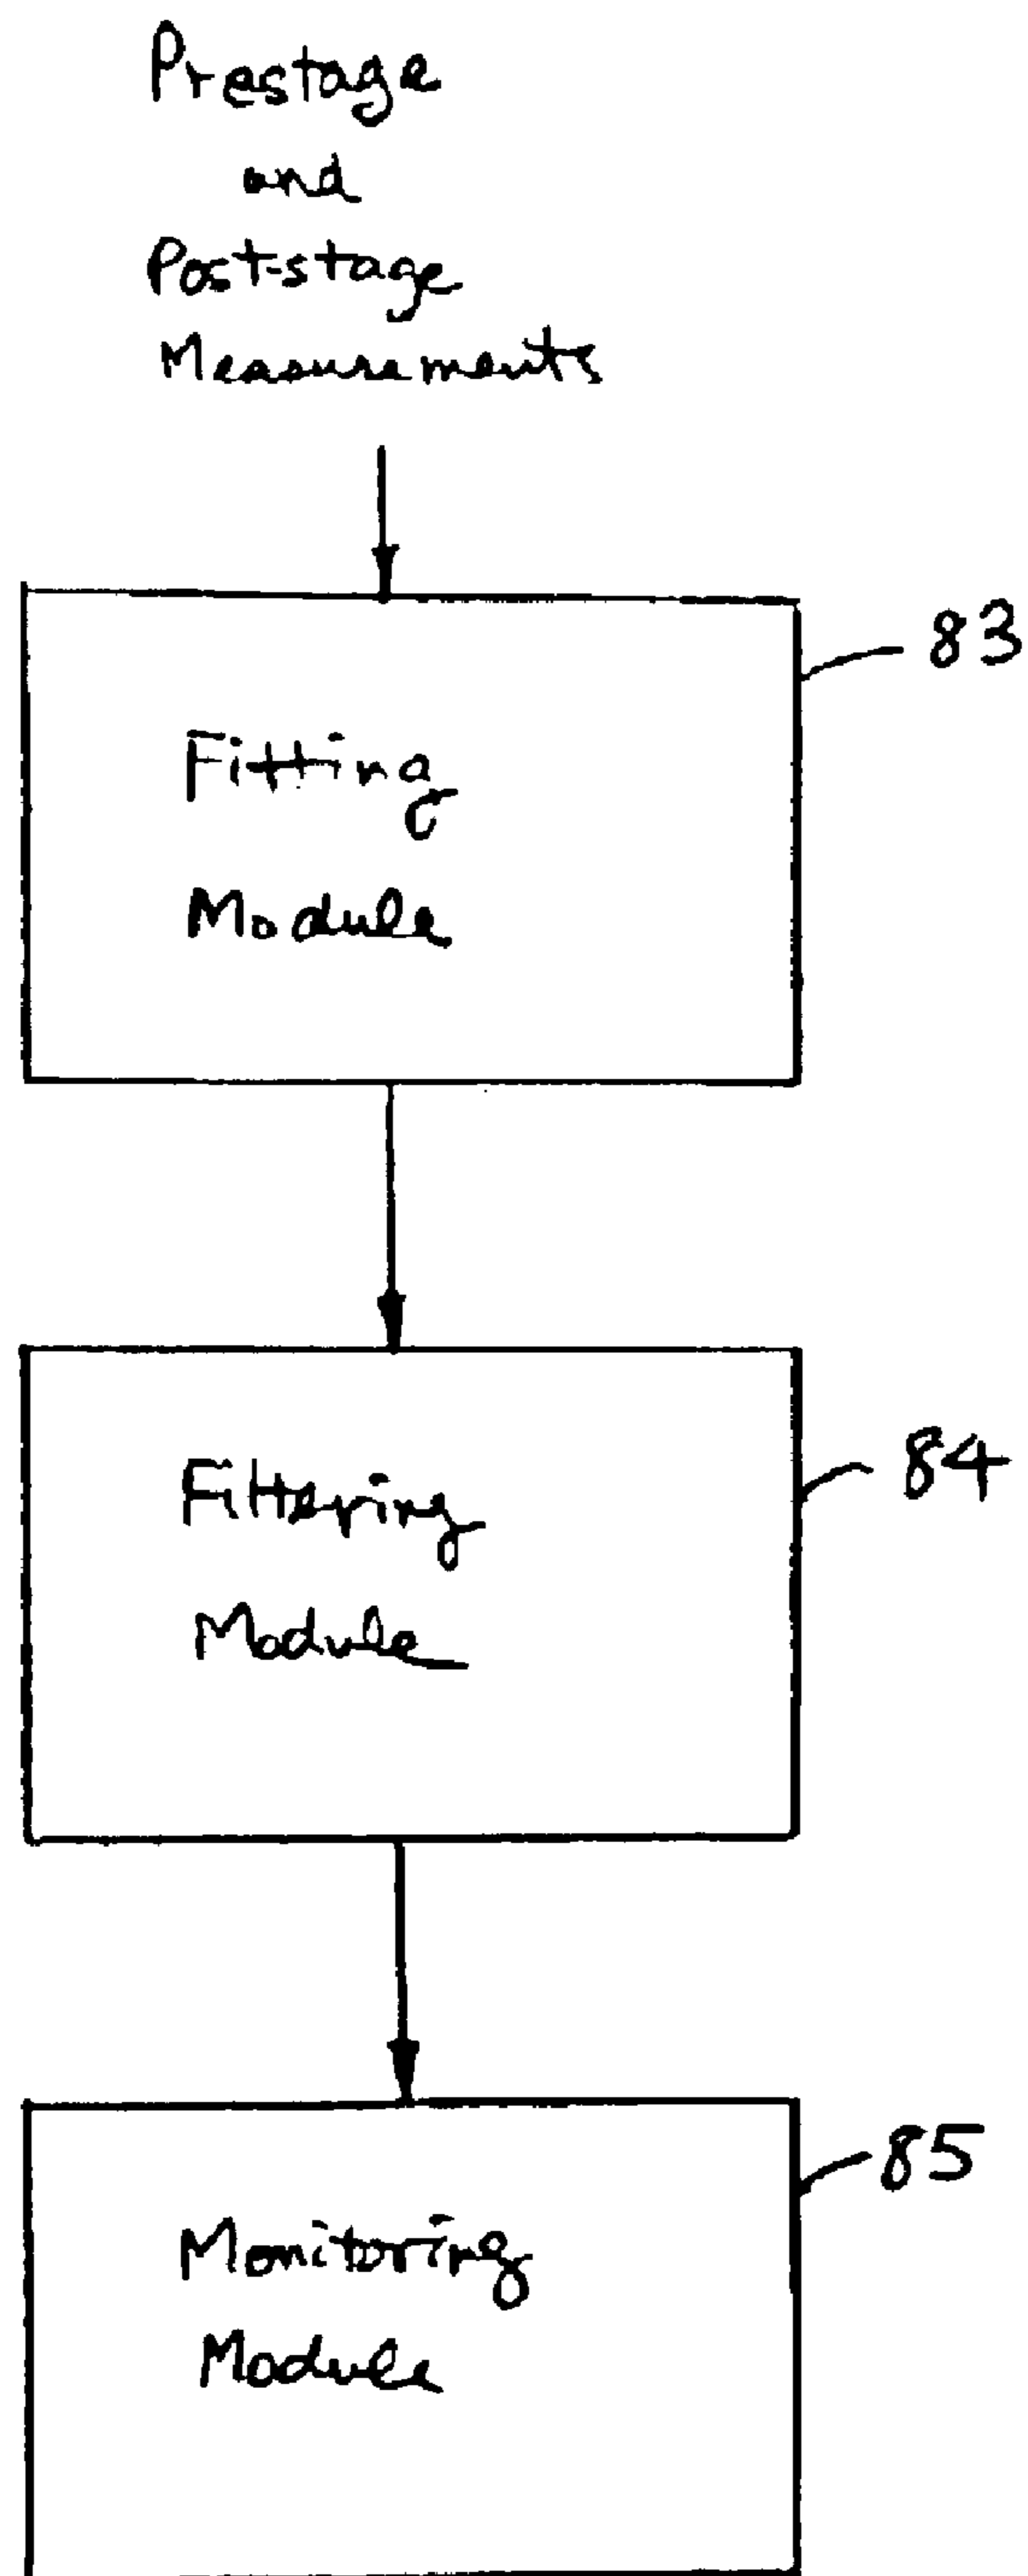 Prestage
and
Post-stage
Measurements
83
Fitting
Module
84
Filtering
Module
85
Monitoring
Module